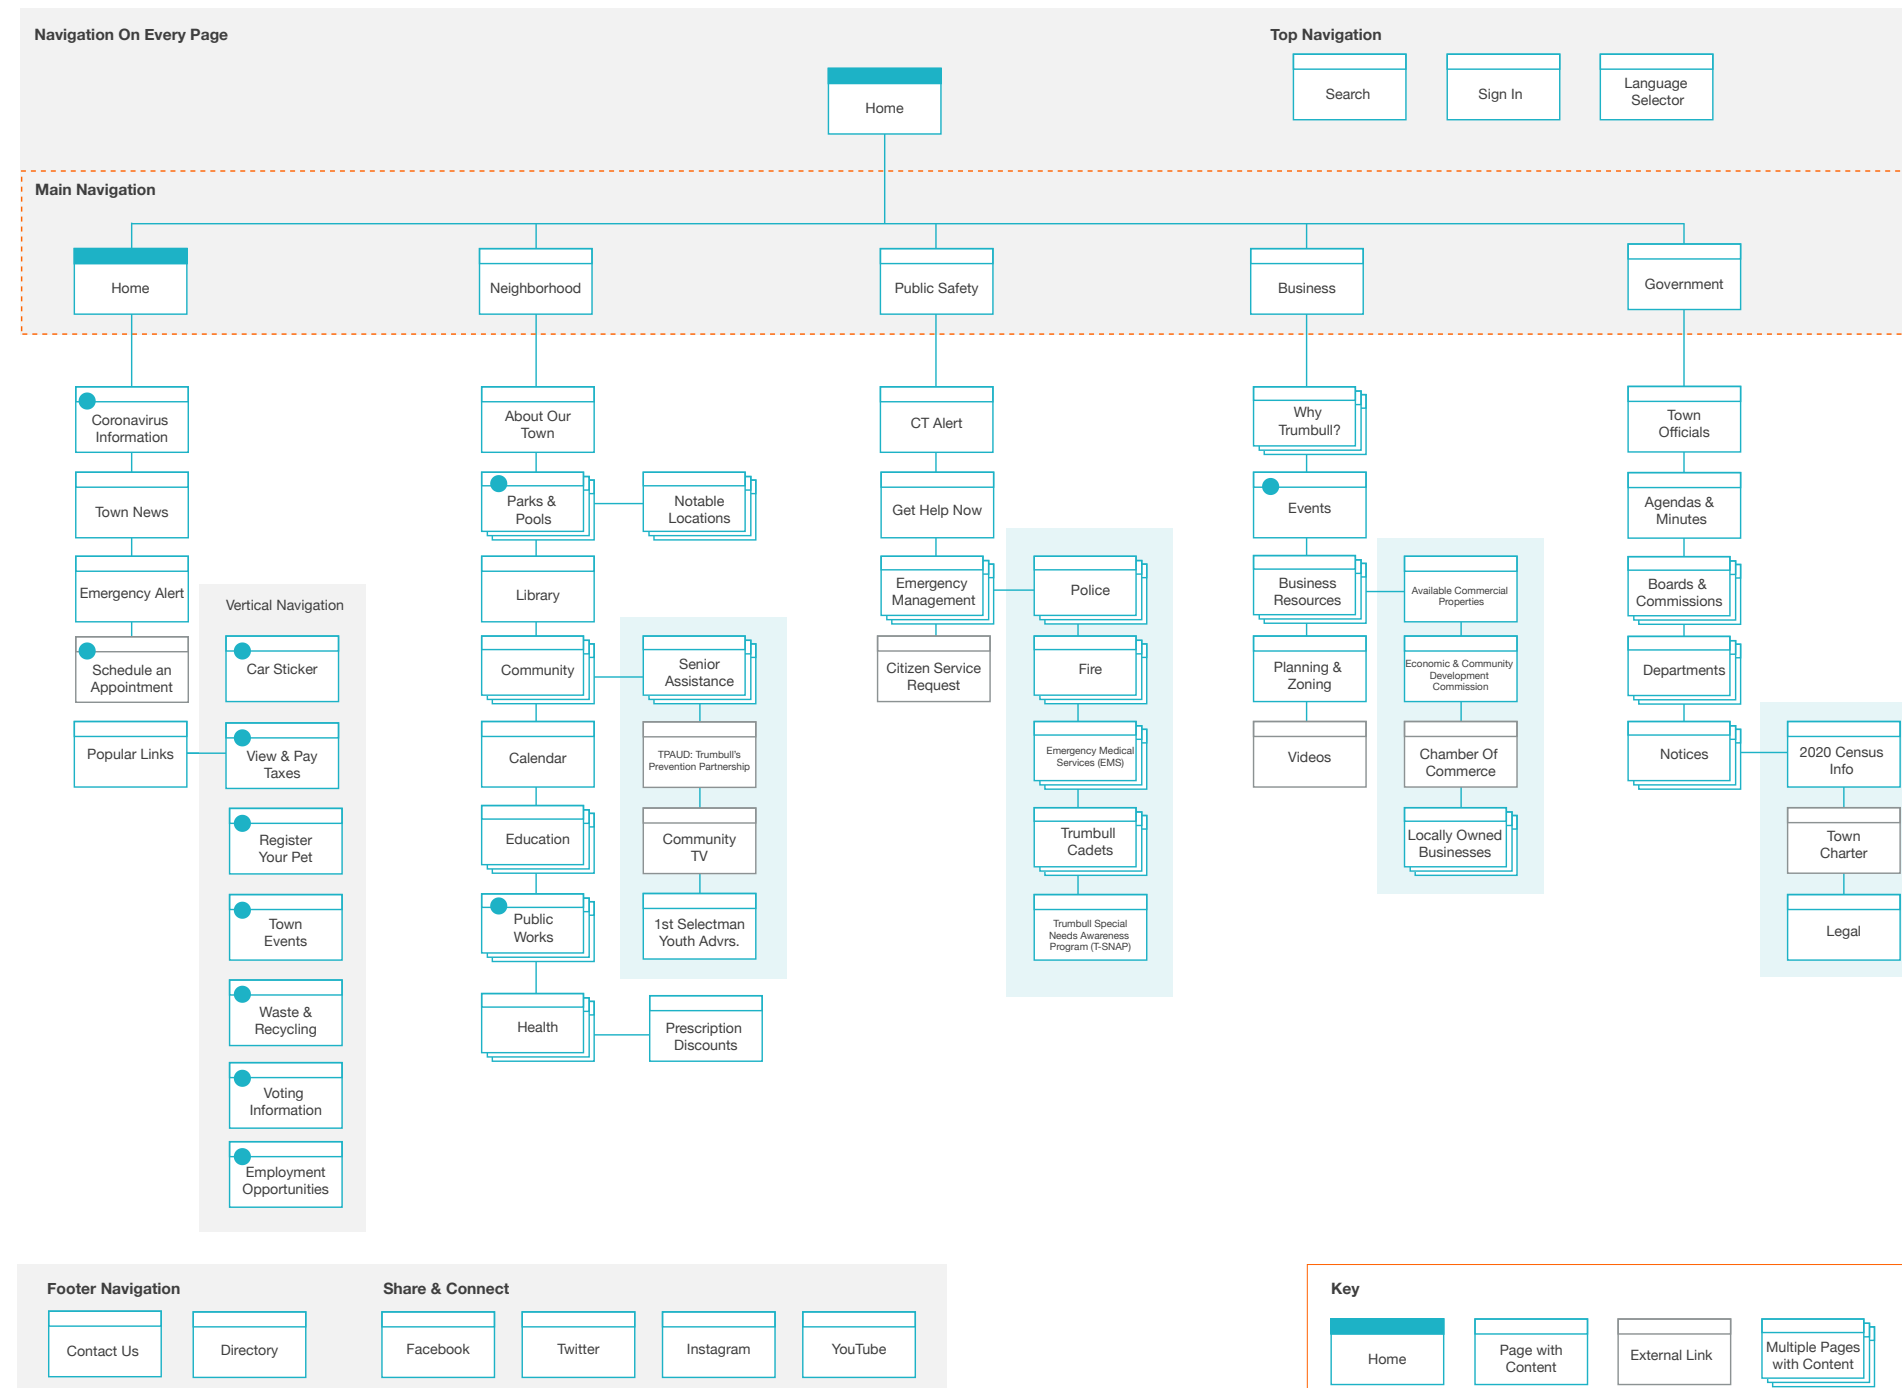 Navigation On Every Page
Top Navigation
Home
Search
Sign In
Language
Selector
Main Navigation
Home
Neighborhood
Public Safety
Business
Government
Coronavirus
Information
Town News
Emergency Alert
Schedule an
Appointment
Popular Links
Vertical Navigation
Car Sticker
View & Pay
Taxes
Register
Your Pet
Town
Events
Waste &
Recycling
Voting
Information
Employment
Opportunities
About Our
Town
Parks &
Pools
Notable
Locations
Library
Community
Senior
Assistance
TPAUD: Trumbull's
Prevention Partnership
Community
TV
1st Selectman
Youth Advrs.
Calendar
Education
Public
Works
Health
Prescription
Discounts
CT Alert
Get Help Now
Emergency
Management
Citizen Service
Request
Police
Fire
Emergency Medical
Services (EMS)
Trumbull
Cadets
Trumbull Special
Needs Awareness
Program (T-SNAP)
Why
Trumbull?
Events
Business
Resources
Planning &
Zoning
Videos
Available Commercial
Properties
Economic & Community
Development
Commission
Chamber Of
Commerce
Locally Owned
Businesses
Town
Officials
Agendas &
Minutes
Boards &
Commissions
Departments
Notices
2020 Census
Info
Town
Charter
Legal
Footer Navigation
Contact Us
Directory
Share & Connect
Facebook
Twitter
Instagram
YouTube
Key
Home
Page with
Content
External Link
Multiple Pages
with Content